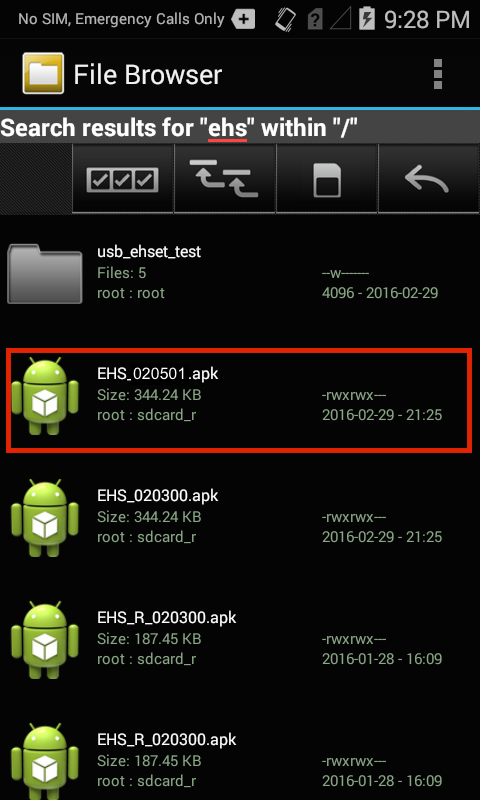 No SIM, Emergency Calls Only 9:28 PM
File Browser
Search results for "ehs" within "/"
usb_ehset_test
Files: 5 --w-------
root : root 4096 - 2016-02-29
EHS_020501.apk
Size: 344.24 KB -rwxrwx---
root : sdcard_r 2016-02-29 - 21:25
EHS_020300.apk
Size: 344.24 KB -rwxrwx---
root : sdcard_r 2016-02-29 - 21:25
EHS_R_020300.apk
Size: 187.45 KB -rwxrwx---
root : sdcard_r 2016-01-28 - 16:09
EHS_R_020300.apk
Size: 187.45 KB -rwxrwx---
root : sdcard_r 2016-01-28 - 16:09